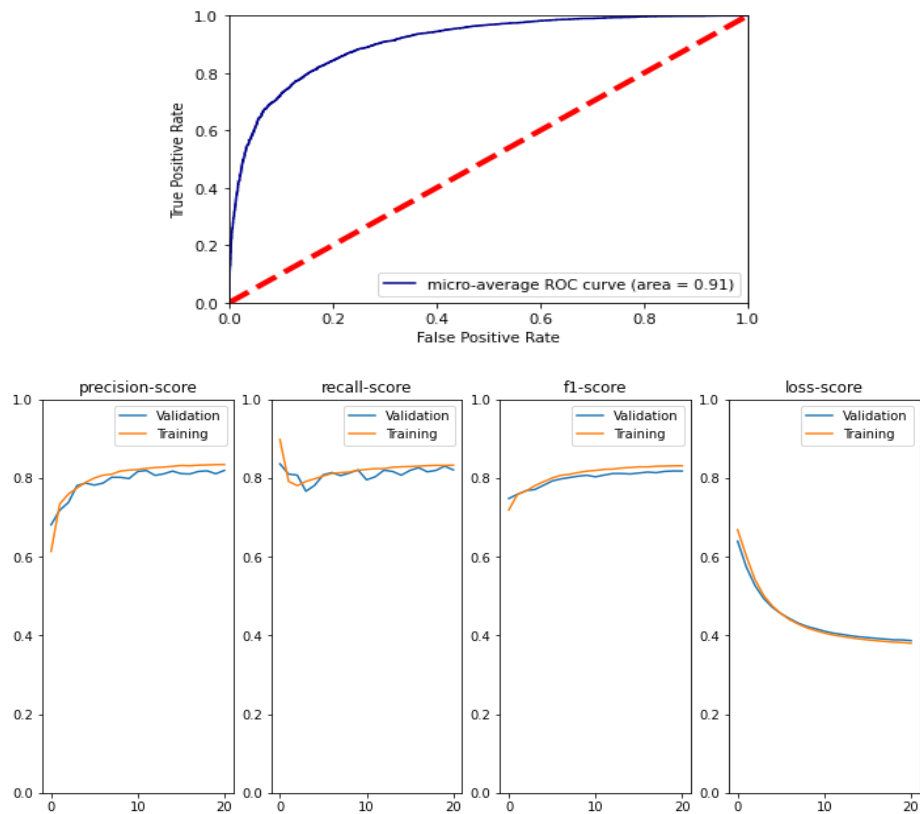 1.0
0.8
0.6
0.4
0.2
0.0
True Positive Rate
micro-average ROC curve (area = 0.91)
0.0 0.2 0.4 0.6 0.8 1.0
False Positive Rate
precision-score
1.0
0.8
0.6
0.4
0.2
0.0
Validation
Training
0 10 20
recall-score
1.0
0.8
0.6
0.4
0.2
0.0
Validation
Training
0 10 20
f1-score
1.0
0.8
0.6
0.4
0.2
0.0
Validation
Training
0 10 20
loss-score
1.0
0.8
0.6
0.4
0.2
0.0
Validation
Training
0 10 20